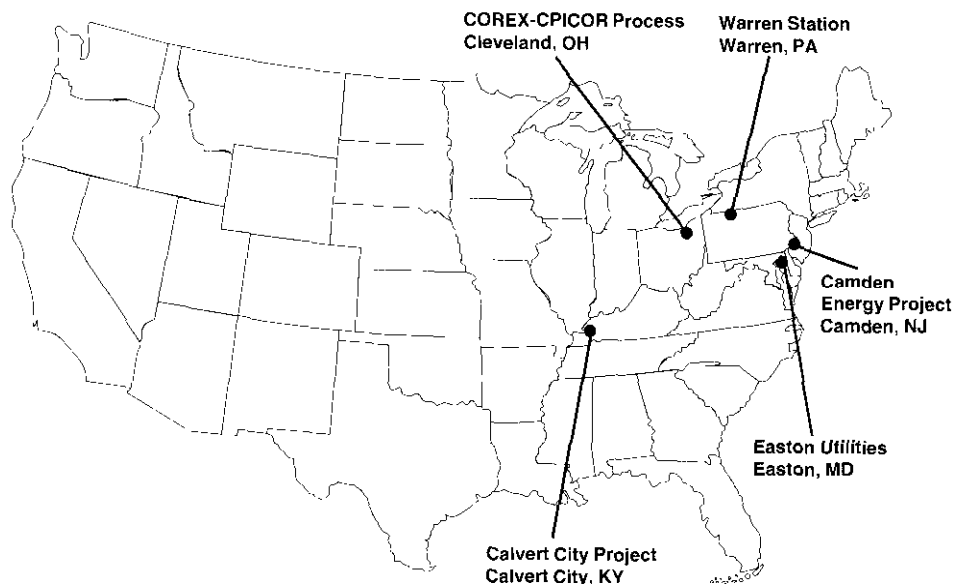 COREX-CPICOR Process
Cleveland, OH
Warren Station
Warren, PA
Camden
Energy Project
Camden, NJ
Easton Utilities
Easton, MD
Calvert City Project
Calvert City, KY